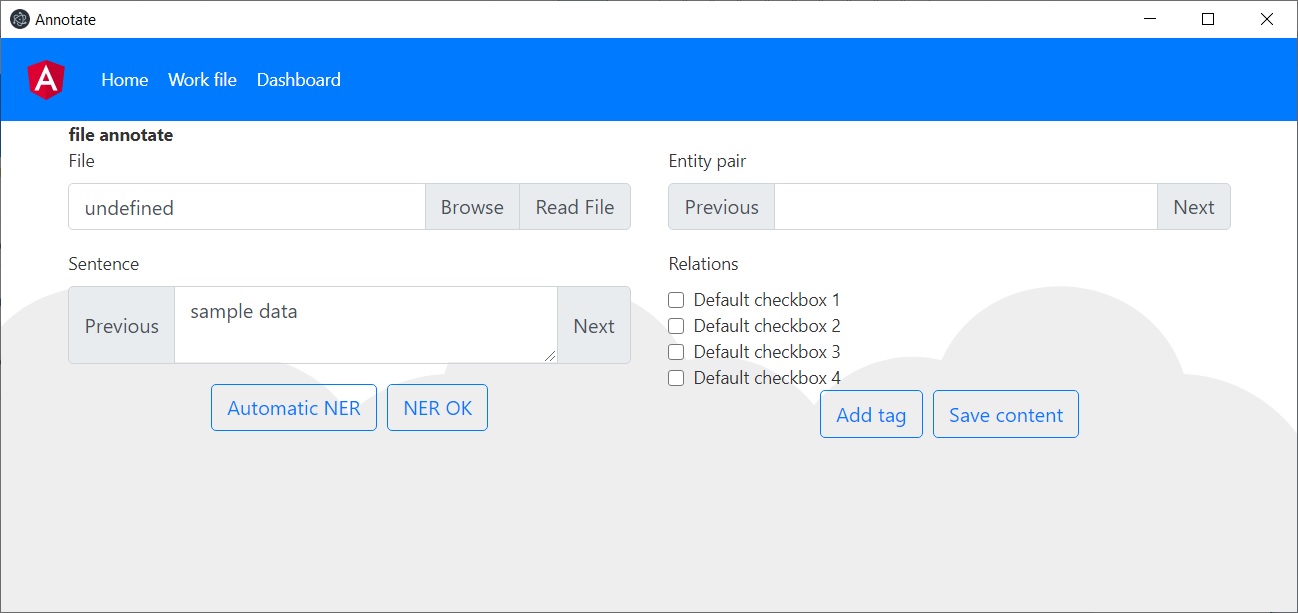 Annotate
Home Work file Dashboard
file annotate
File
undefined Browse Read File
Sentence
Previous sample data Next
Automatic NER NER OK
Entity pair
Previous Next
Relations
Default checkbox 1
Default checkbox 2
Default checkbox 3
Default checkbox 4
Add tag Save content